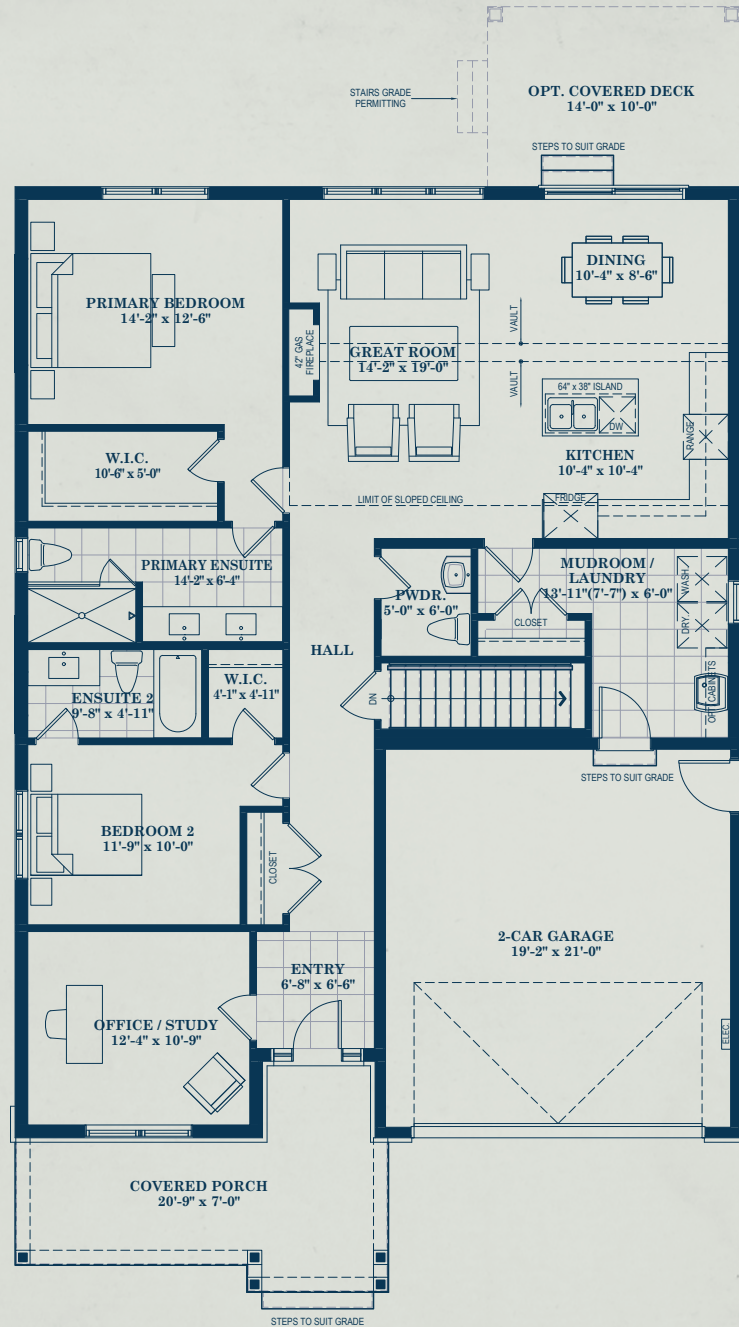 STAIRS GRADE
PERMITTING
OPT. COVERED DECK
14'-0" x 10'-0"
STEPS TO SUIT GRADE
PRIMARY BEDROOM
14'-2" x 12'-6"
DINING
10'-4" x 8'-6"
VAULT
VAULT
42" GAS
FIREPLACE
GREAT ROOM
14'-2" x 19'-0"
64" x 38" ISLAND
DW
RANGE
KITCHEN
10'-4" x 10'-4"
W.I.C.
10'-6" x 5'-0"
LIMIT OF SLOPED CEILING
FRIDGE
PRIMARY ENSUITE
14'-2" x 6'-4"
PWDR.
5'-0" x 6'-0"
MUDROOM /
LAUNDRY
13'-11"(7'-7") x 6'-0"
WASH
DRY.
CLOSET
HALL
W.I.C.
4'-1" x 4'-11"
ENSUITE 2
9'-8" x 4'-11"
DN
OPT. CABINETS
STEPS TO SUIT GRADE
BEDROOM 2
11'-9" x 10'-0"
CLOSET
2-CAR GARAGE
19'-2" x 21'-0"
ENTRY
6'-8" x 6'-6"
OFFICE / STUDY
12'-4" x 10'-9"
ELEC.
COVERED PORCH
20'-9" x 7'-0"
STEPS TO SUIT GRADE